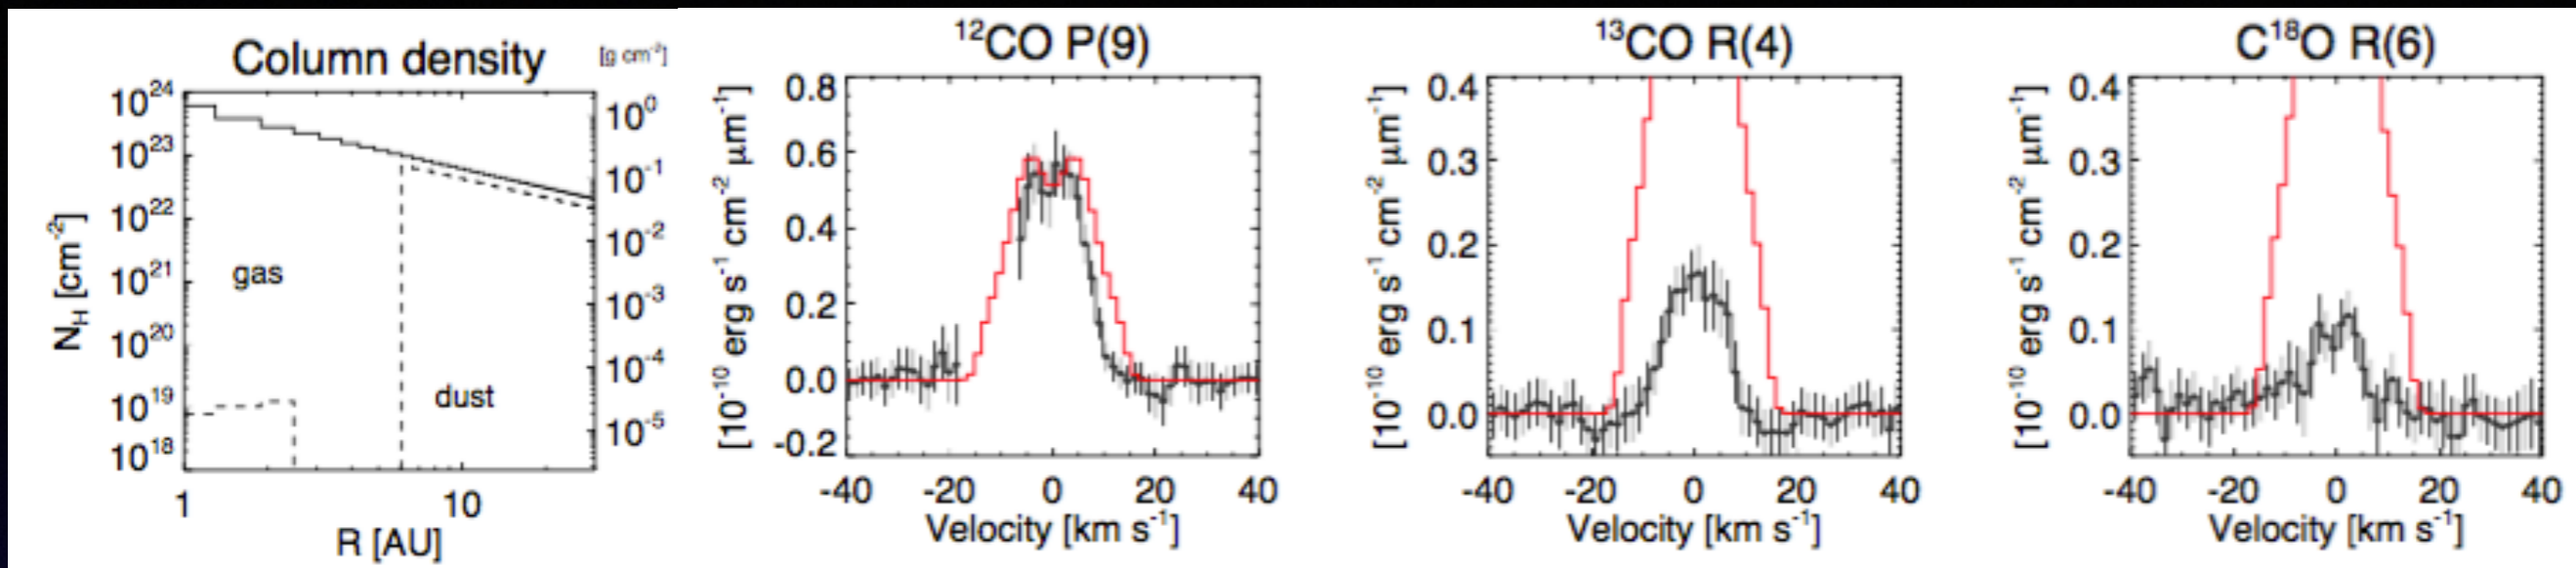 Column density
[g cm⁻²]
10²⁴
10²³
10²²
10²¹
10²⁰
10¹⁹
10¹⁸
N_H [cm⁻²]
gas
dust
10⁰
10⁻¹
10⁻²
10⁻³
10⁻⁴
10⁻⁵
1
10
R [AU]
¹²CO P(9)
[10⁻¹⁰ erg s⁻¹ cm⁻² μm⁻¹]
0.8
0.6
0.4
0.2
0.0
-0.2
-40 -20 0 20 40
Velocity [km s⁻¹]
¹³CO R(4)
[10⁻¹⁰ erg s⁻¹ cm⁻² μm⁻¹]
0.4
0.3
0.2
0.1
0.0
-40 -20 0 20 40
Velocity [km s⁻¹]
C¹⁸O R(6)
[10⁻¹⁰ erg s⁻¹ cm⁻² μm⁻¹]
0.4
0.3
0.2
0.1
0.0
-40 -20 0 20 40
Velocity [km s⁻¹]